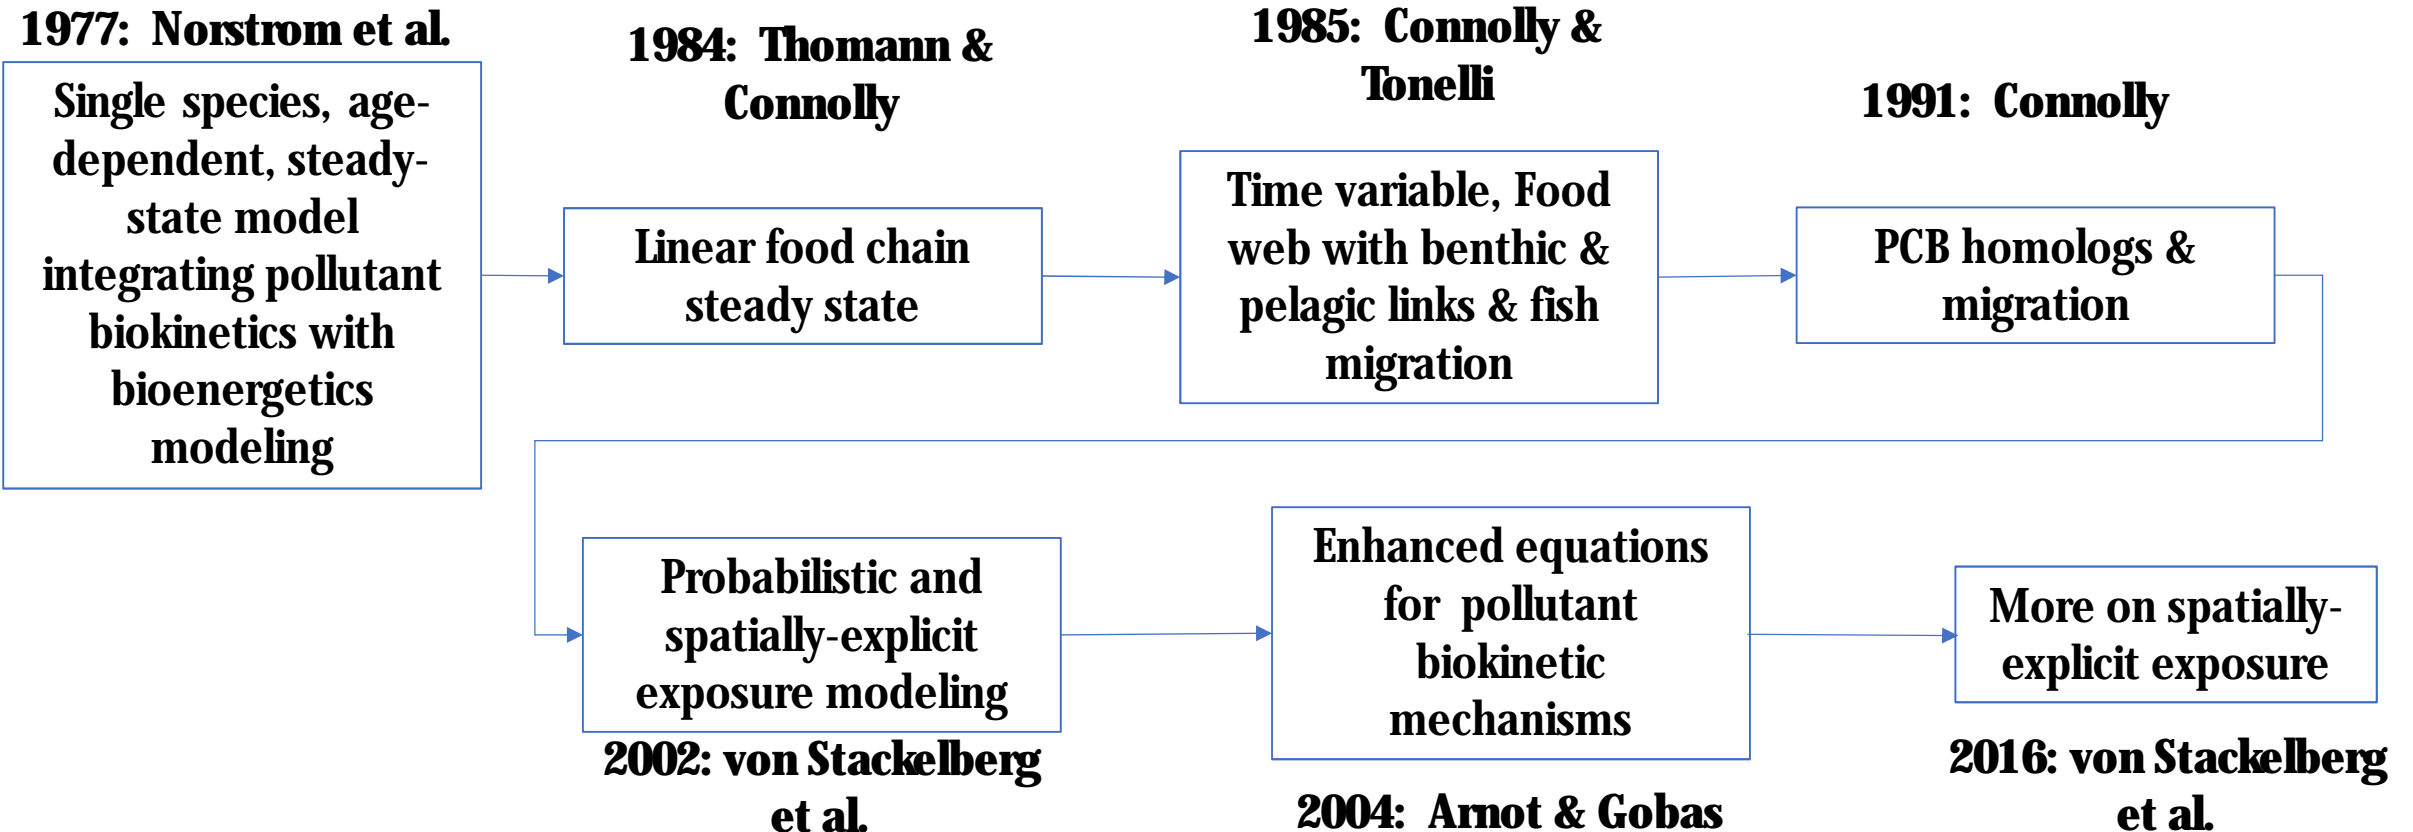 1977: Norstrom et al.
Single species, age-
dependent, steady-
state model
integrating pollutant
biokinetics with
bioenergetics
modeling
1984: Thomann &
Connolly
Linear food chain
steady state
1985: Connolly &
Tonelli
Time variable, Food
web with benthic &
pelagic links & fish
migration
1991: Connolly
PCB homologs &
migration
Probabilistic and
spatially-explicit
exposure modeling
2002: von Stackelberg
et al.
Enhanced equations
for pollutant
biokinetic
mechanisms
2004: Arnot & Gobas
More on spatially-
explicit exposure
2016: von Stackelberg
et al.